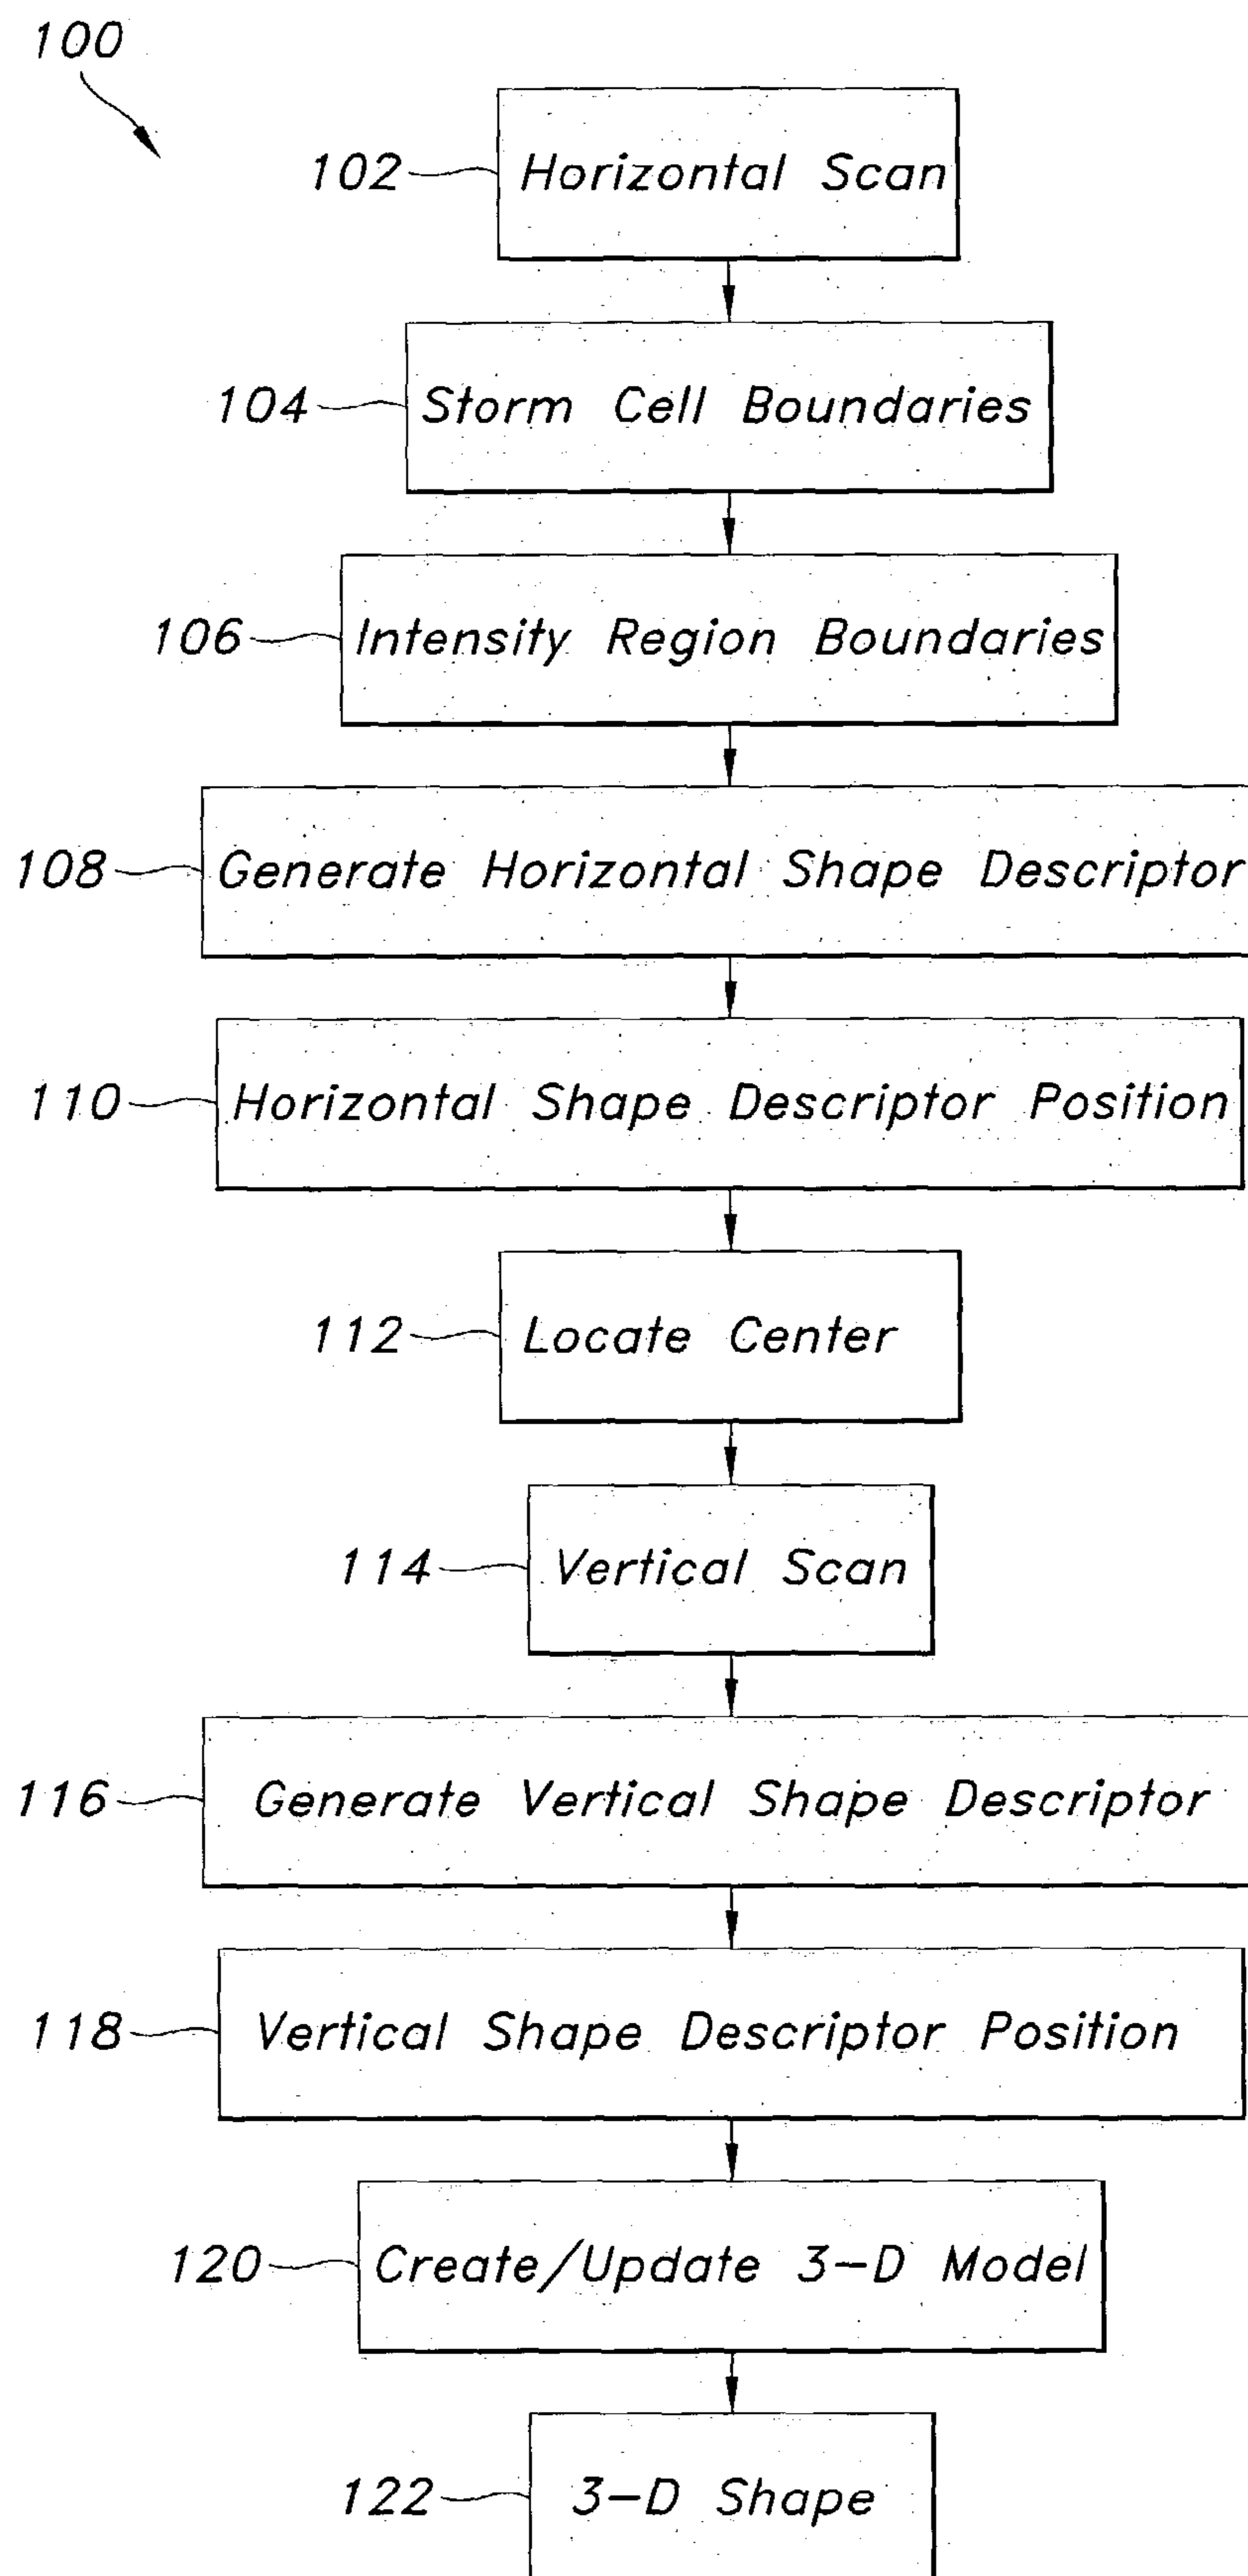 100
102 Horizontal Scan
104 Storm Cell Boundaries
106 Intensity Region Boundaries
108 Generate Horizontal Shape Descriptor
110 Horizontal Shape Descriptor Position
112 Locate Center
114 Vertical Scan
116 Generate Vertical Shape Descriptor
118 Vertical Shape Descriptor Position
120 Create/Update 3-D Model
122 3-D Shape